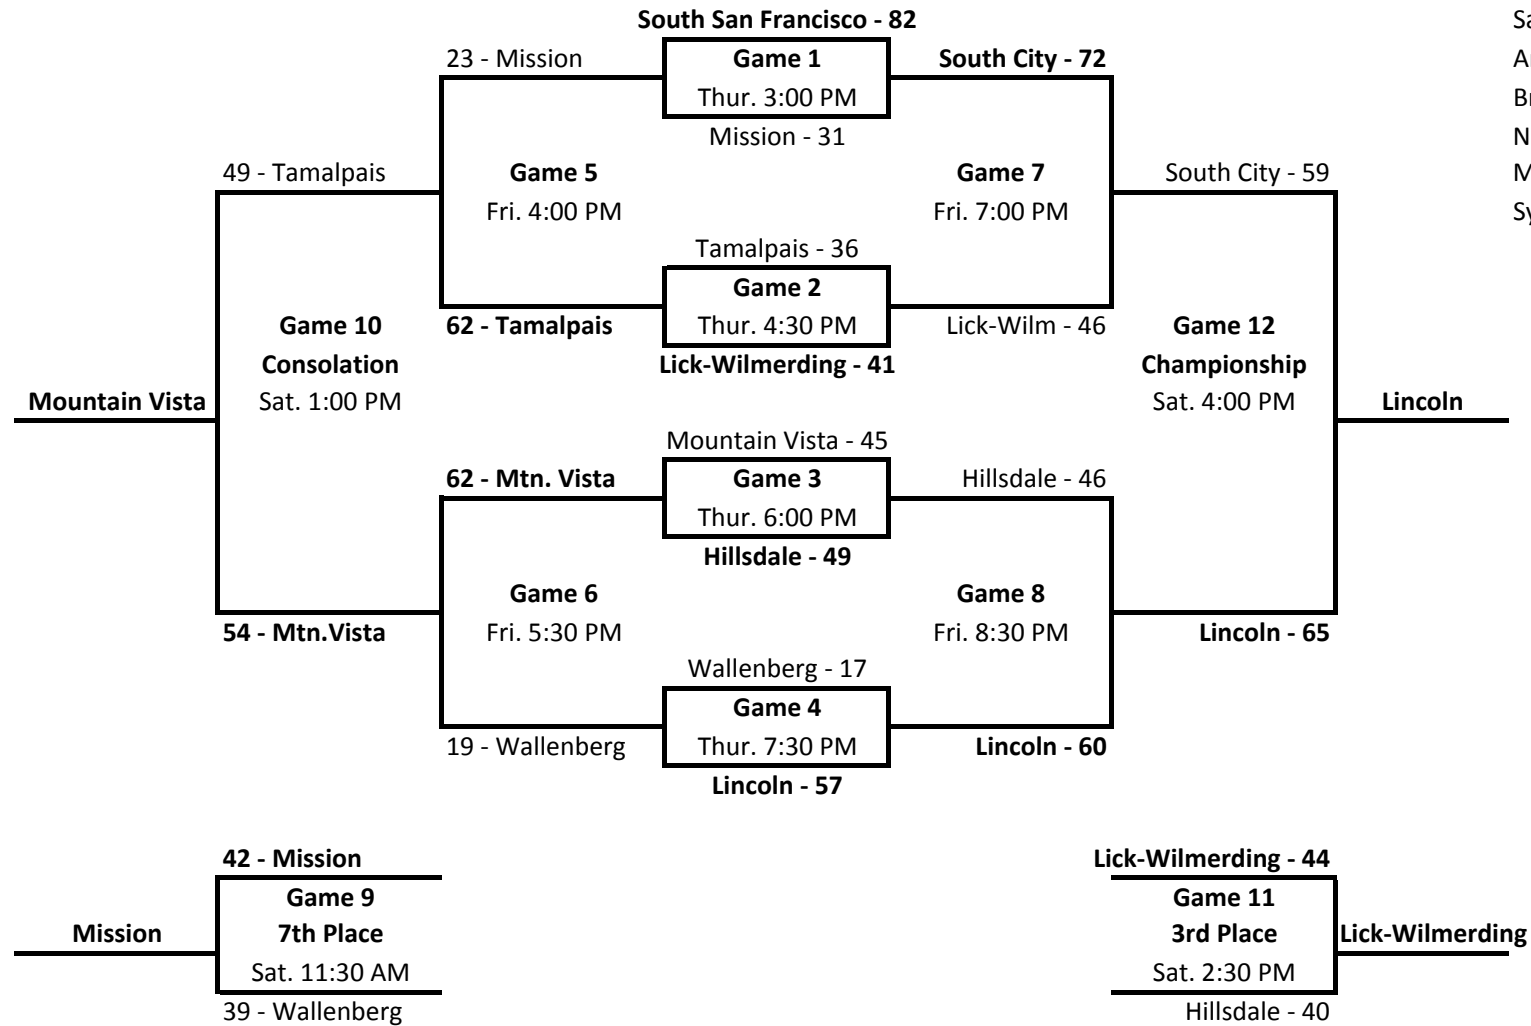 South San Francisco - 82
23 - Mission
Game 1
South City - 72
Thur. 3:00 PM
Mission - 31
49 - Tamalpais
Game 5
Game 7
South City - 59
Fri. 4:00 PM
Fri. 7:00 PM
Tamalpais - 36
Game 2
62 - Tamalpais
Thur. 4:30 PM
Lick-Wilm - 46
Lick-Wilmerding - 41
Game 10
Consolation
Sat. 1:00 PM
Mountain Vista
Game 12
Championship
Sat. 4:00 PM
Lincoln
Mountain Vista - 45
62 - Mtn. Vista
Game 3
Hillsdale - 46
Thur. 6:00 PM
Hillsdale - 49
Game 6
Game 8
54 - Mtn.Vista
Fri. 5:30 PM
Fri. 8:30 PM
Lincoln - 65
Wallenberg - 17
Game 4
19 - Wallenberg
Thur. 7:30 PM
Lincoln - 60
Lincoln - 57
42 - Mission
Game 9
Mission
7th Place
Sat. 11:30 AM
39 - Wallenberg
Lick-Wilmerding - 44
Game 11
3rd Place
Lick-Wilmerding
Sat. 2:30 PM
Hillsdale - 40